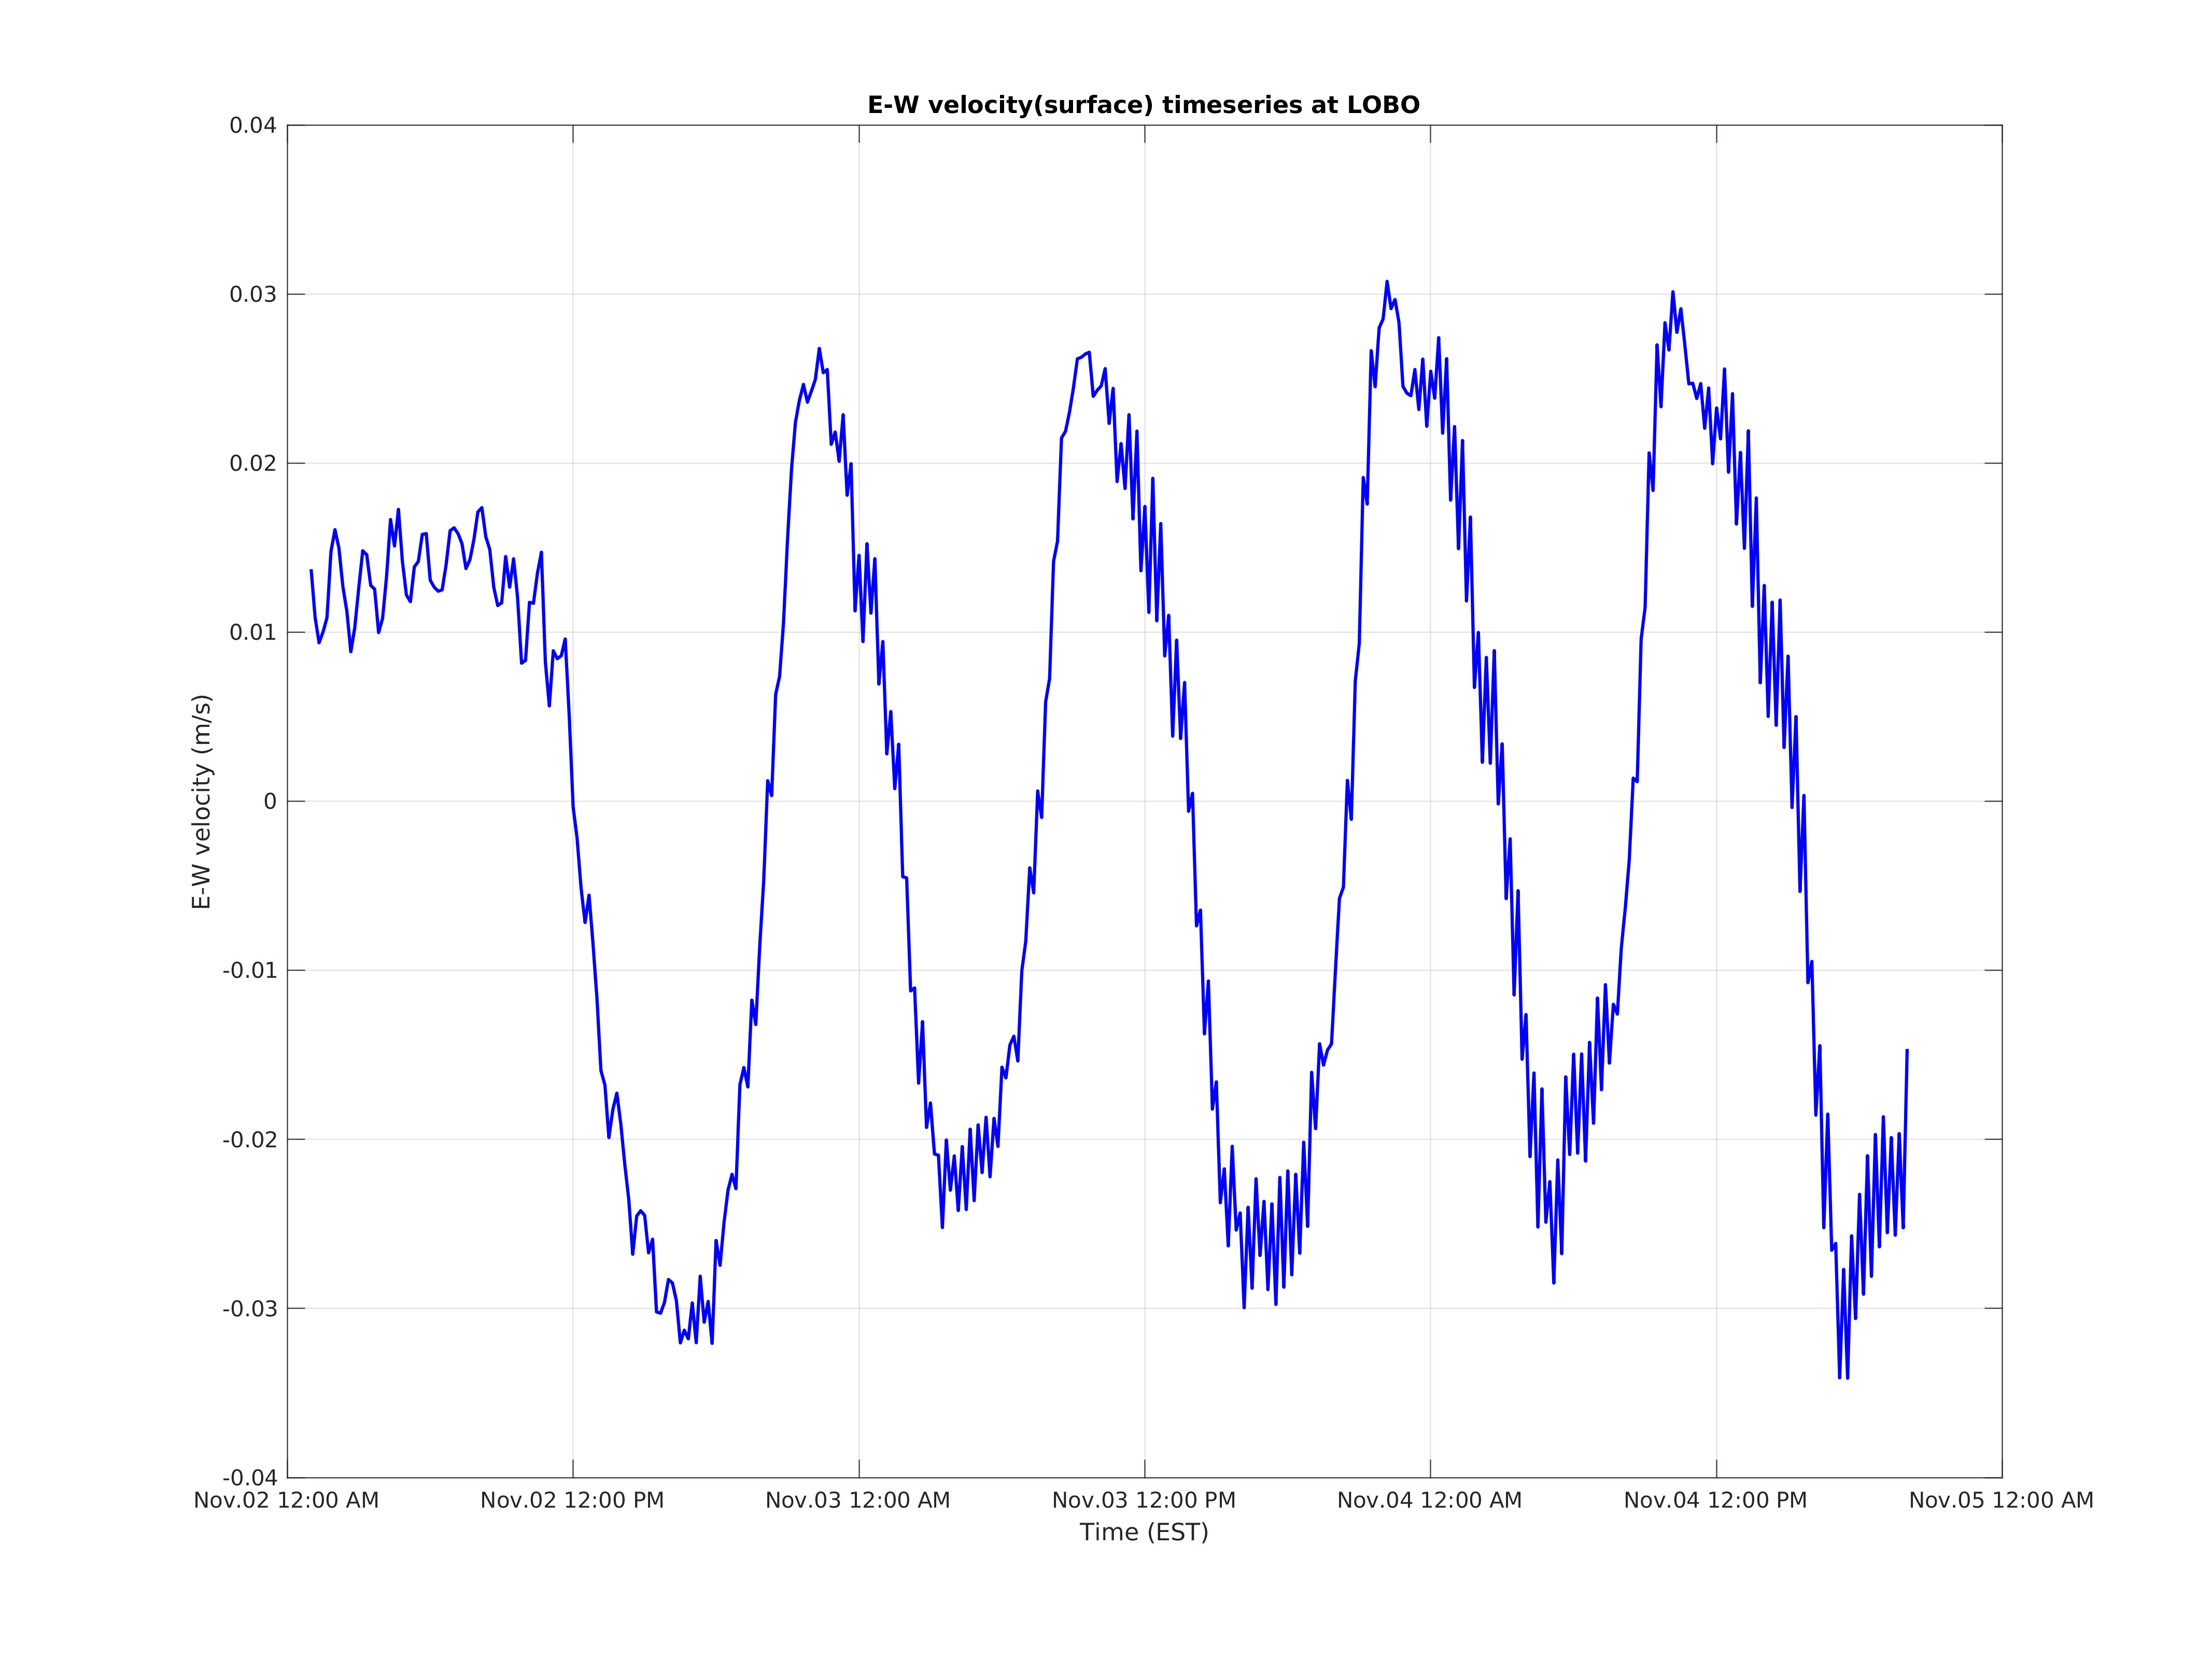 E-W velocity(surface) timeseries at LOBO
0.04
0.03
0.02
0.01
0
-0.01
-0.02
-0.03
-0.04
E-W velocity (m/s)
Nov.02 12:00 AM Nov.02 12:00 PM Nov.03 12:00 AM Nov.03 12:00 PM Nov.04 12:00 AM Nov.04 12:00 PM Nov.05 12:00 AM
Time (EST)